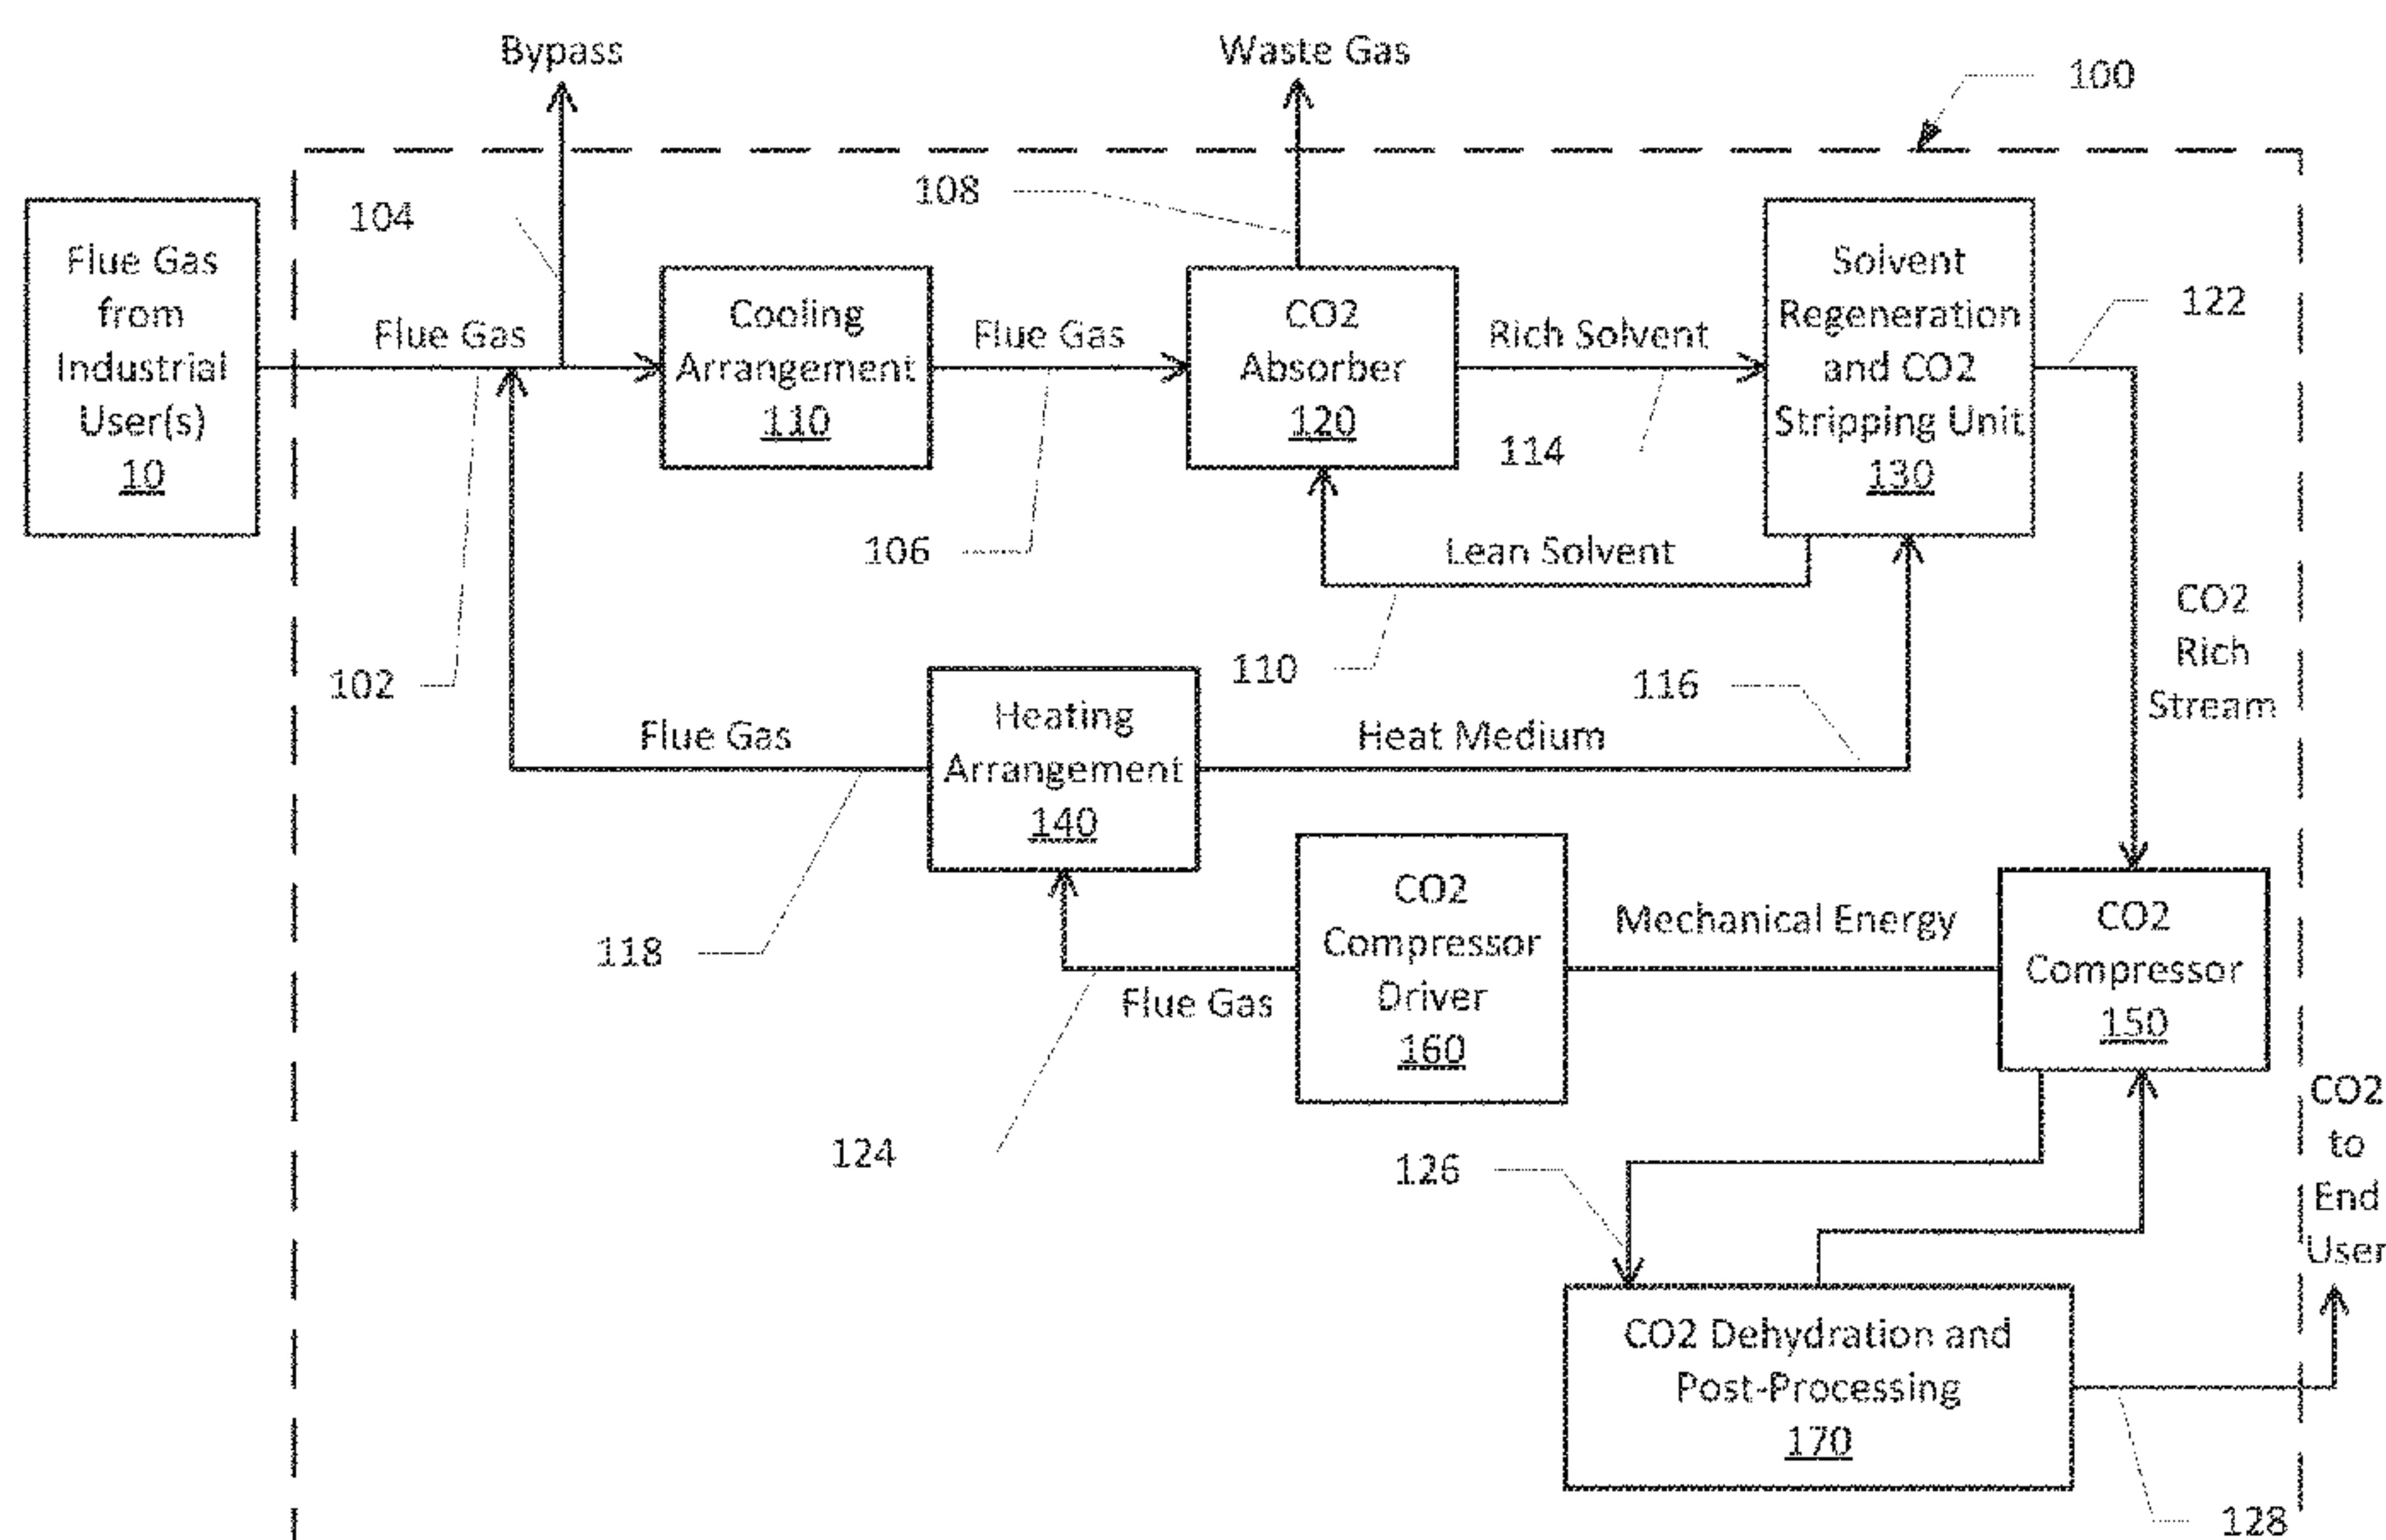 Bypass
Waste Gas
100
108
104
Flue Gas
from
Industrial
User(s)
10
Flue Gas
Cooling
Arrangement
110
Flue Gas
CO2
Absorber
120
Rich Solvent
Solvent
Regeneration
and CO2
Stripping Unit
130
122
114
106
Lean Solvent
110
102
116
CO2
Rich
Stream
Flue Gas
Heating
Arrangement
140
Heat Medium
118
Flue Gas
CO2
Compressor
Driver
160
Mechanical Energy
CO2
Compressor
150
124
126
CO2
to
End
User
CO2 Dehydration and
Post-Processing
170
128